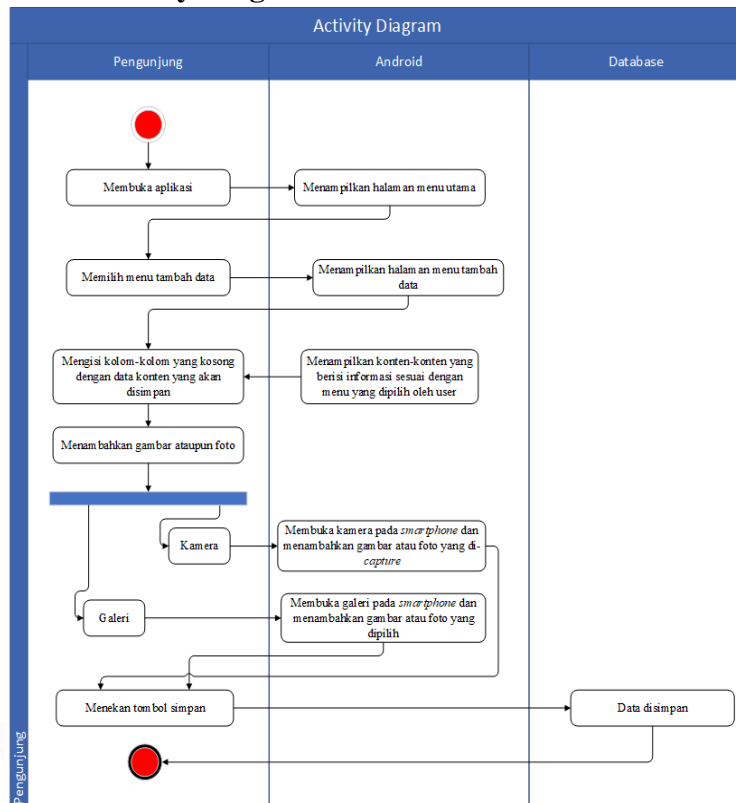 Activity Diagram
Pengunjung
Android
Database
Membuka aplikasi
Menampilkan halaman menu utama
Memilih menu tambah data
Menampilkan halaman menu tambah
data
Mengisi kolom-kolom yang kosong
dengan data konten yang akan
disimpan
Menampilkan konten-konten yang
berisi informasi sesuai dengan
menu yang dipilih oleh user
Menambahkan gambar ataupun foto
Kamera
Membuka kamera pada smartphone dan
menambahkan gambar atau foto yang di-
capture
Galeri
Membuka galeri pada smartphone dan
menambahkan gambar atau foto yang
dipilih
Menekan tombol simpan
Data disimpan
Pengunjung